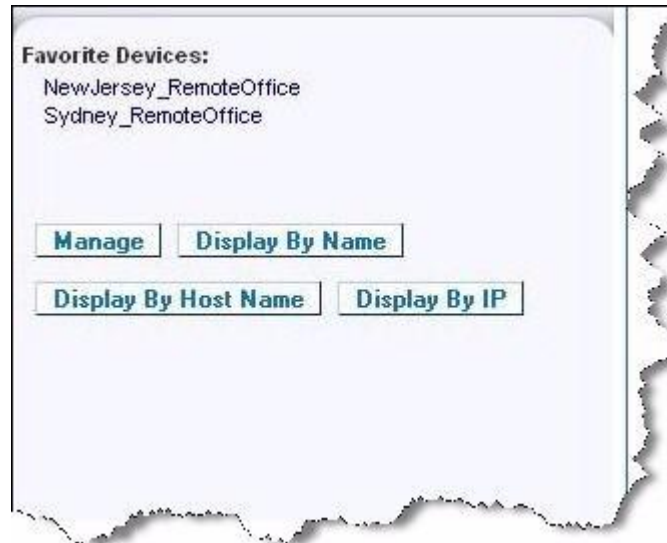 Favorite Devices:
NewJersey_RemoteOffice
Sydney_RemoteOffice
Manage Display By Name
Display By Host Name Display By IP